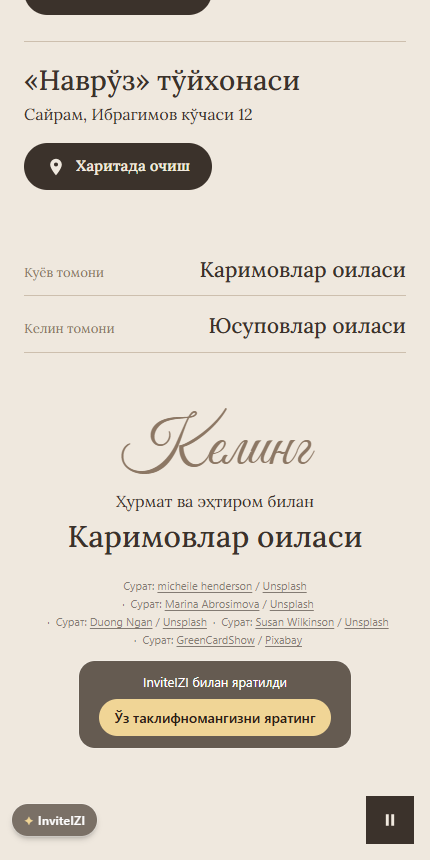 «Наврўз» тўйхонаси
Сайрам, Ибрагимов кўчаси 12
Харитада очиш
Куёв томони Каримовлар оиласи
Келин томони Юсуповлар оиласи
Келинг
Ҳурмат ва эҳтиром билан
Каримовлар оиласи
Сурат: michelle henderson / Unsplash
· Сурат: Marina Abrosimova / Unsplash
· Сурат: Duong Ngan / Unsplash · Сурат: Susan Wilkinson / Unsplash
· Сурат: GreenCardShow / Pixabay
InviteIZI билан яратилди
Ўз таклифномангизни яратинг
InviteIZI